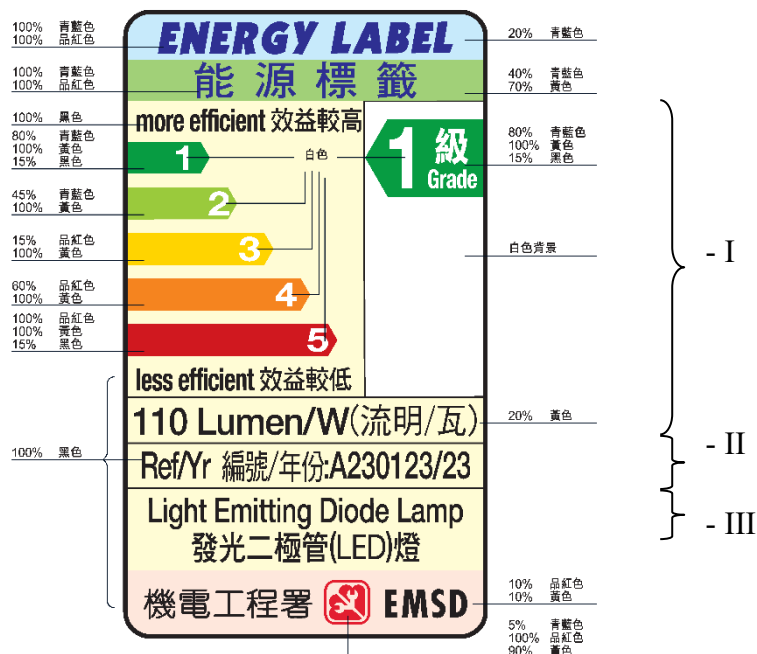 100% 青藍色
100% 品紅色
ENERGY LABEL
20% 青藍色
100% 青藍色
100% 品紅色
能源標籤
40% 青藍色
70% 黃色
100% 黑色
more efficient 效益較高
80% 青藍色
100% 黃色
15% 黑色
1
白色
1級
Grade
80% 青藍色
100% 黃色
15% 黑色
45% 青藍色
100% 黃色
2
15% 品紅色
100% 黃色
3
白色背景
- I
60% 品紅色
100% 黃色
4
100% 品紅色
100% 黃色
15% 黑色
5
less efficient 效益較低
110 Lumen/W(流明/瓦)
20% 黃色
- II
100% 黑色
Ref/Yr 編號/年份:A230123/23
Light Emitting Diode Lamp
發光二極管(LED)燈
- III
機電工程署 EMSD
10% 品紅色
10% 黃色
5% 青藍色
100% 品紅色
90% 黃色